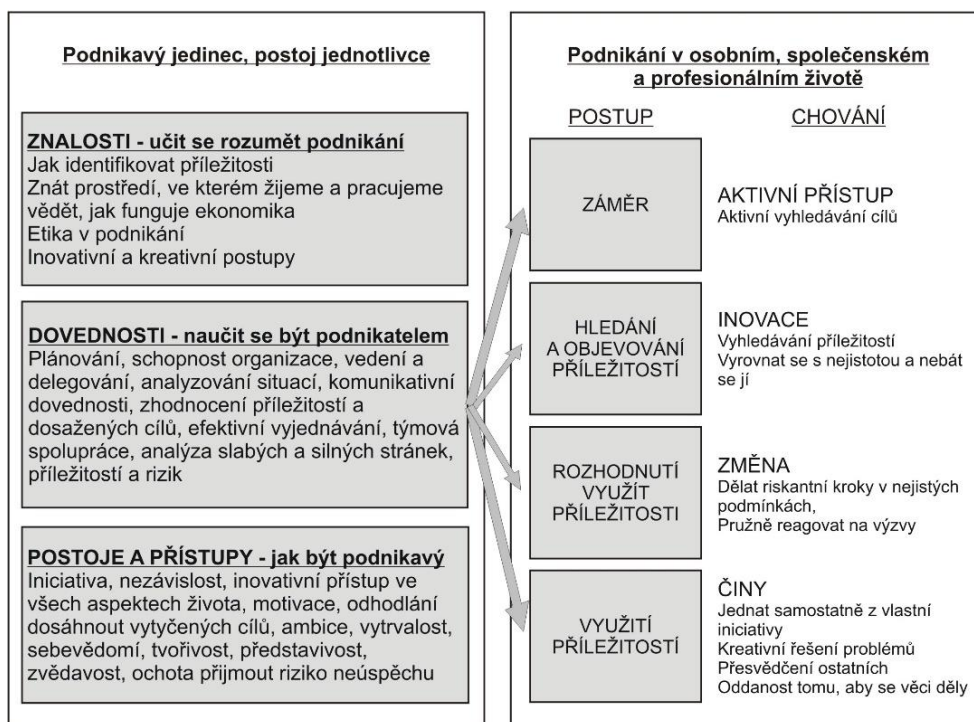 Podnikavý jedinec, postoj jednotlivce
ZNALOSTI - učit se rozumět podnikání
Jak identifikovat příležitosti
Znát prostředí, ve kterém žijeme a pracujeme
vědět, jak funguje ekonomika
Etika v podnikání
Inovativní a kreativní postupy
DOVEDNOSTI - naučit se být podnikatelem
Plánování, schopnost organizace, vedení a
delegování, analyzování situací, komunikativní
dovednosti, zhodnocení příležitostí a
dosažených cílů, efektivní vyjednávání, týmová
spolupráce, analýza slabých a silných stránek,
příležitostí a rizik
POSTOJE A PŘÍSTUPY - jak být podnikavý
Iniciativa, nezávislost, inovativní přístup ve
všech aspektech života, motivace, odhodlání
dosáhnout vytyčených cílů, ambice, vytrvalost,
sebevědomí, tvořivost, představivost,
zvědavost, ochota přijmout riziko neúspěchu
Podnikání v osobním, společenském
a profesionálním životě
POSTUP
CHOVÁNÍ
ZÁMĚR
AKTIVNÍ PŘÍSTUP
Aktivní vyhledávání cílů
HLEDÁNÍ
A OBJEVOVÁNÍ
PŘÍLEŽITOSTÍ
INOVACE
Vyhledávání příležitostí
Vyrovnat se s nejistotou a nebát
se jí
ROZHODNUTÍ
VYUŽÍT
PŘÍLEŽITOSTI
ZMĚNA
Dělat riskantní kroky v nejistých
podmínkách,
Pružně reagovat na výzvy
VYUŽITÍ
PŘÍLEŽITOSTÍ
ČINY
Jednat samostatně z vlastní
iniciativy
Kreativní řešení problémů
Přesvědčení ostatních
Oddanost tomu, aby se věci děly